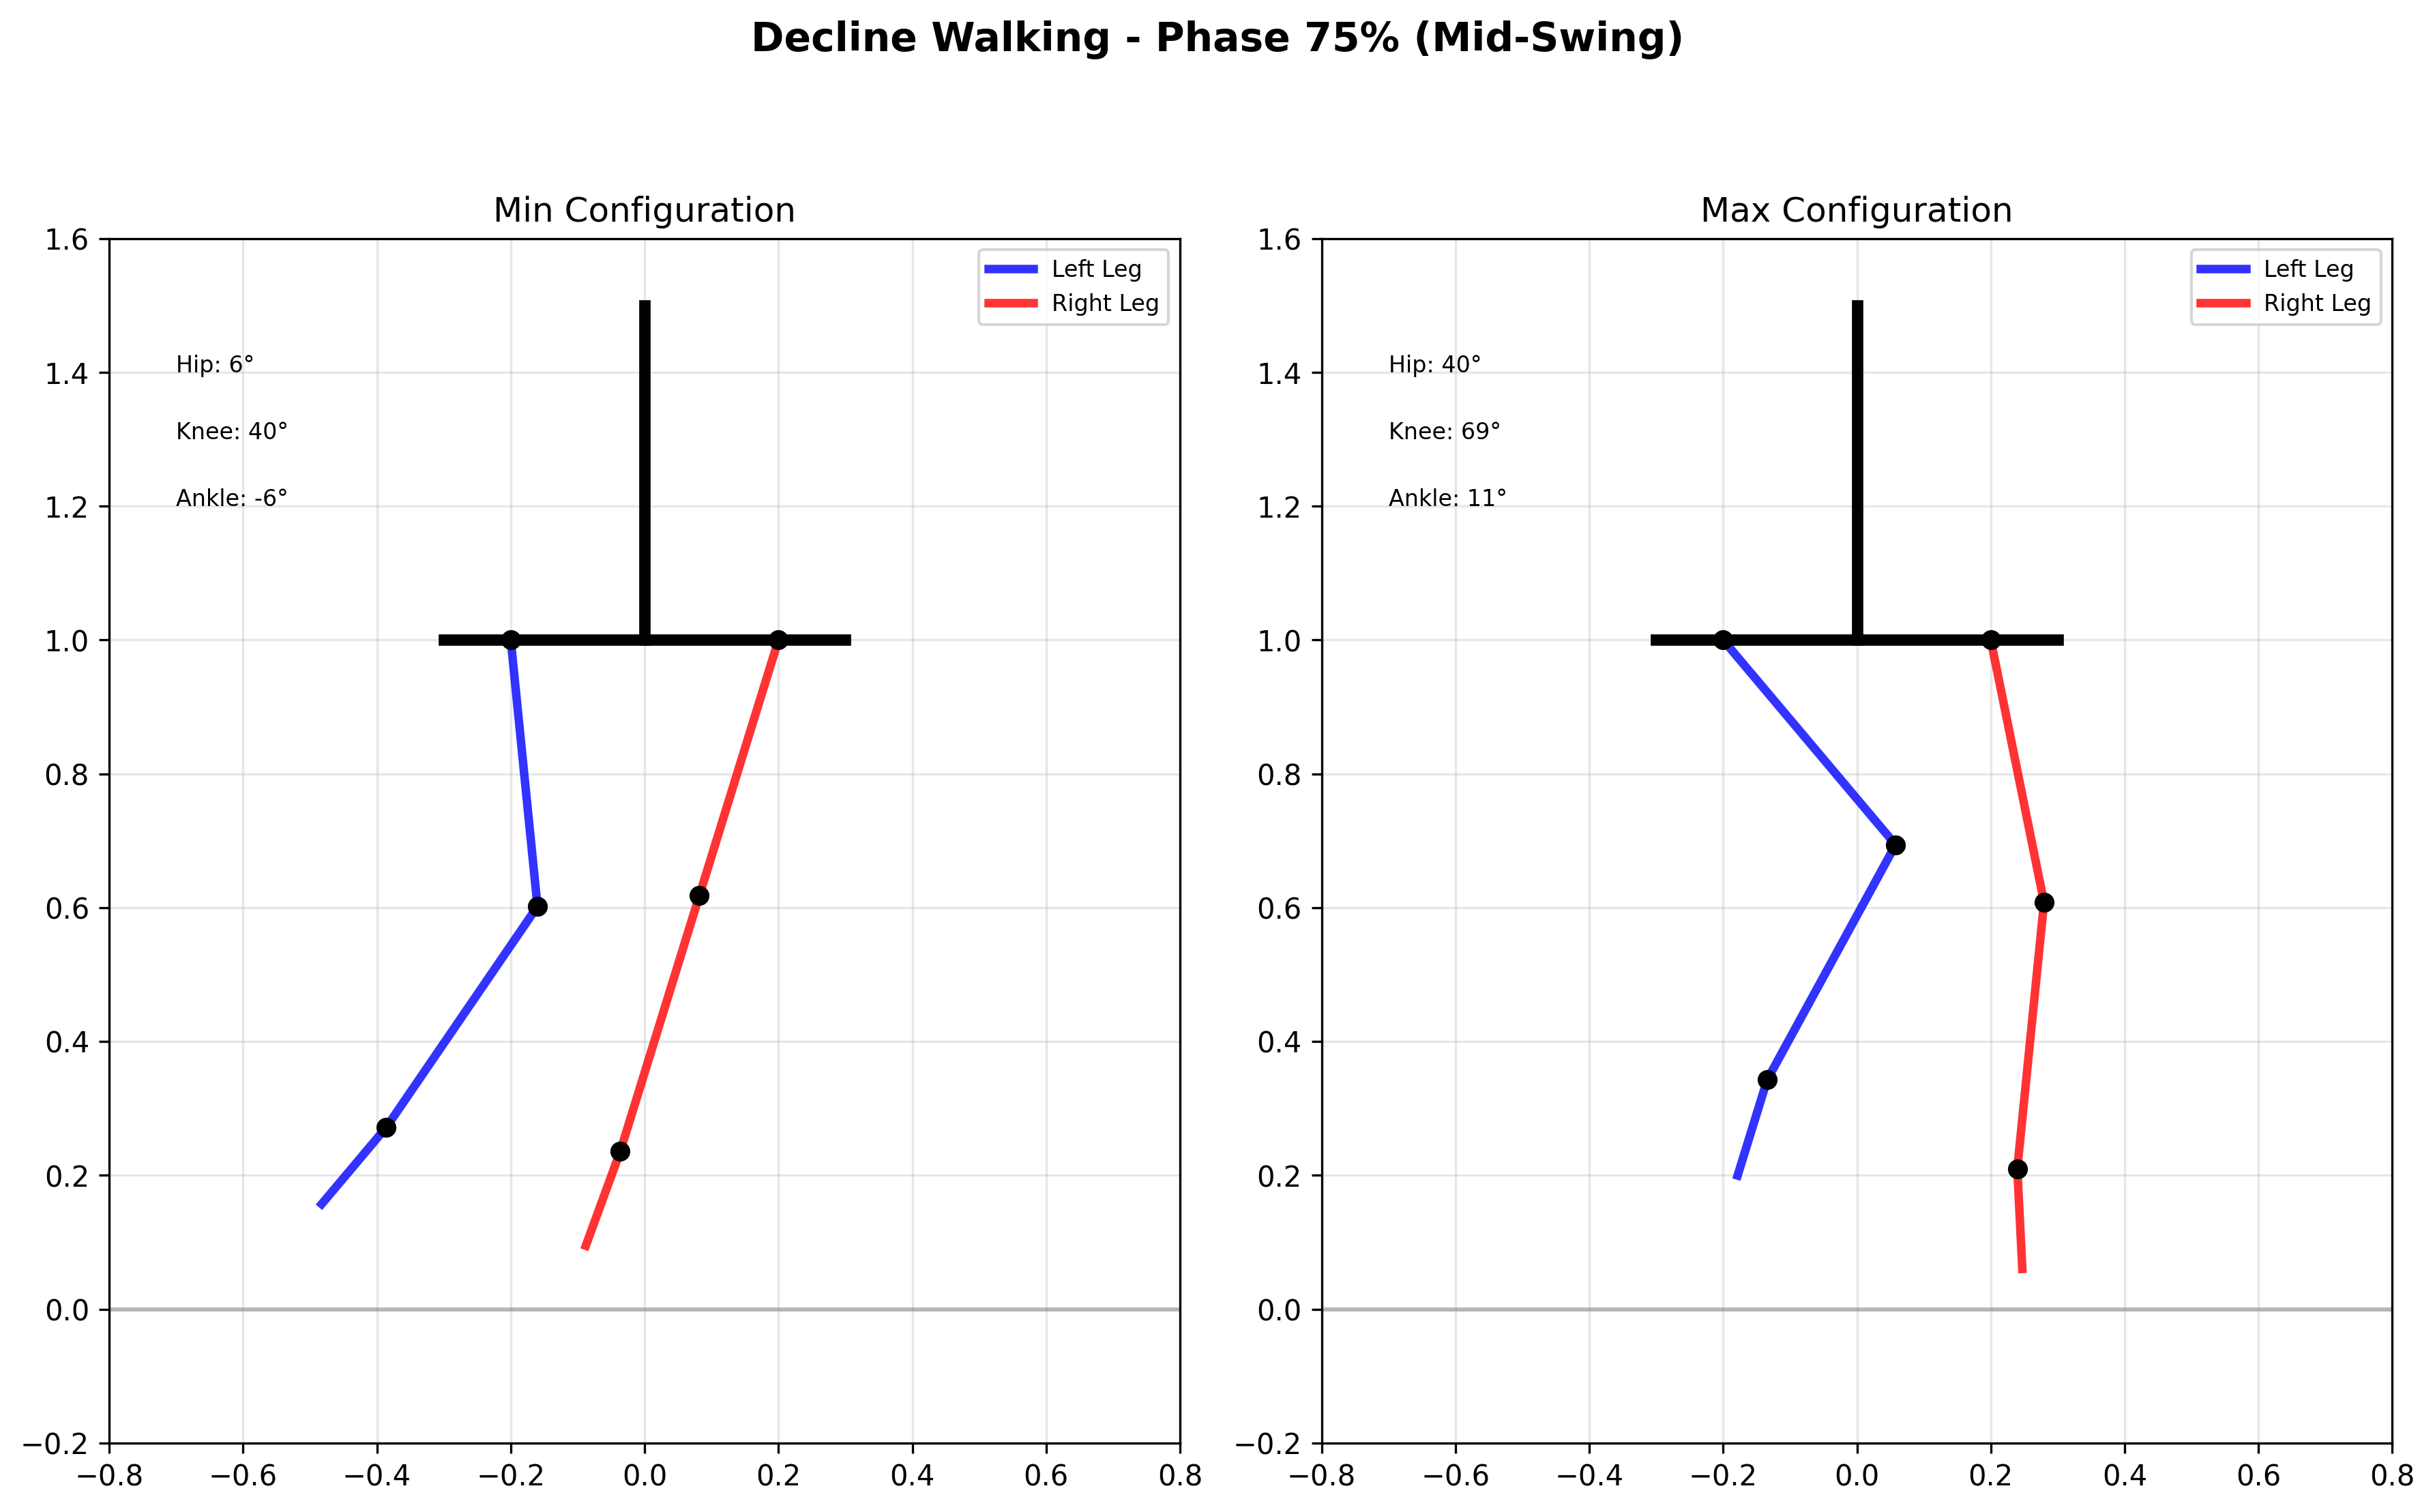 Decline Walking - Phase 75% (Mid-Swing)
Min Configuration
1.6
1.4
1.2
1.0
0.8
0.6
0.4
0.2
0.0
−0.2
−0.8
−0.6
−0.4
−0.2
0.0
0.2
0.4
0.6
0.8
Left Leg
Right Leg
Hip: 6°
Knee: 40°
Ankle: -6°
Max Configuration
1.6
1.4
1.2
1.0
0.8
0.6
0.4
0.2
0.0
−0.2
−0.8
−0.6
−0.4
−0.2
0.0
0.2
0.4
0.6
0.8
Left Leg
Right Leg
Hip: 40°
Knee: 69°
Ankle: 11°